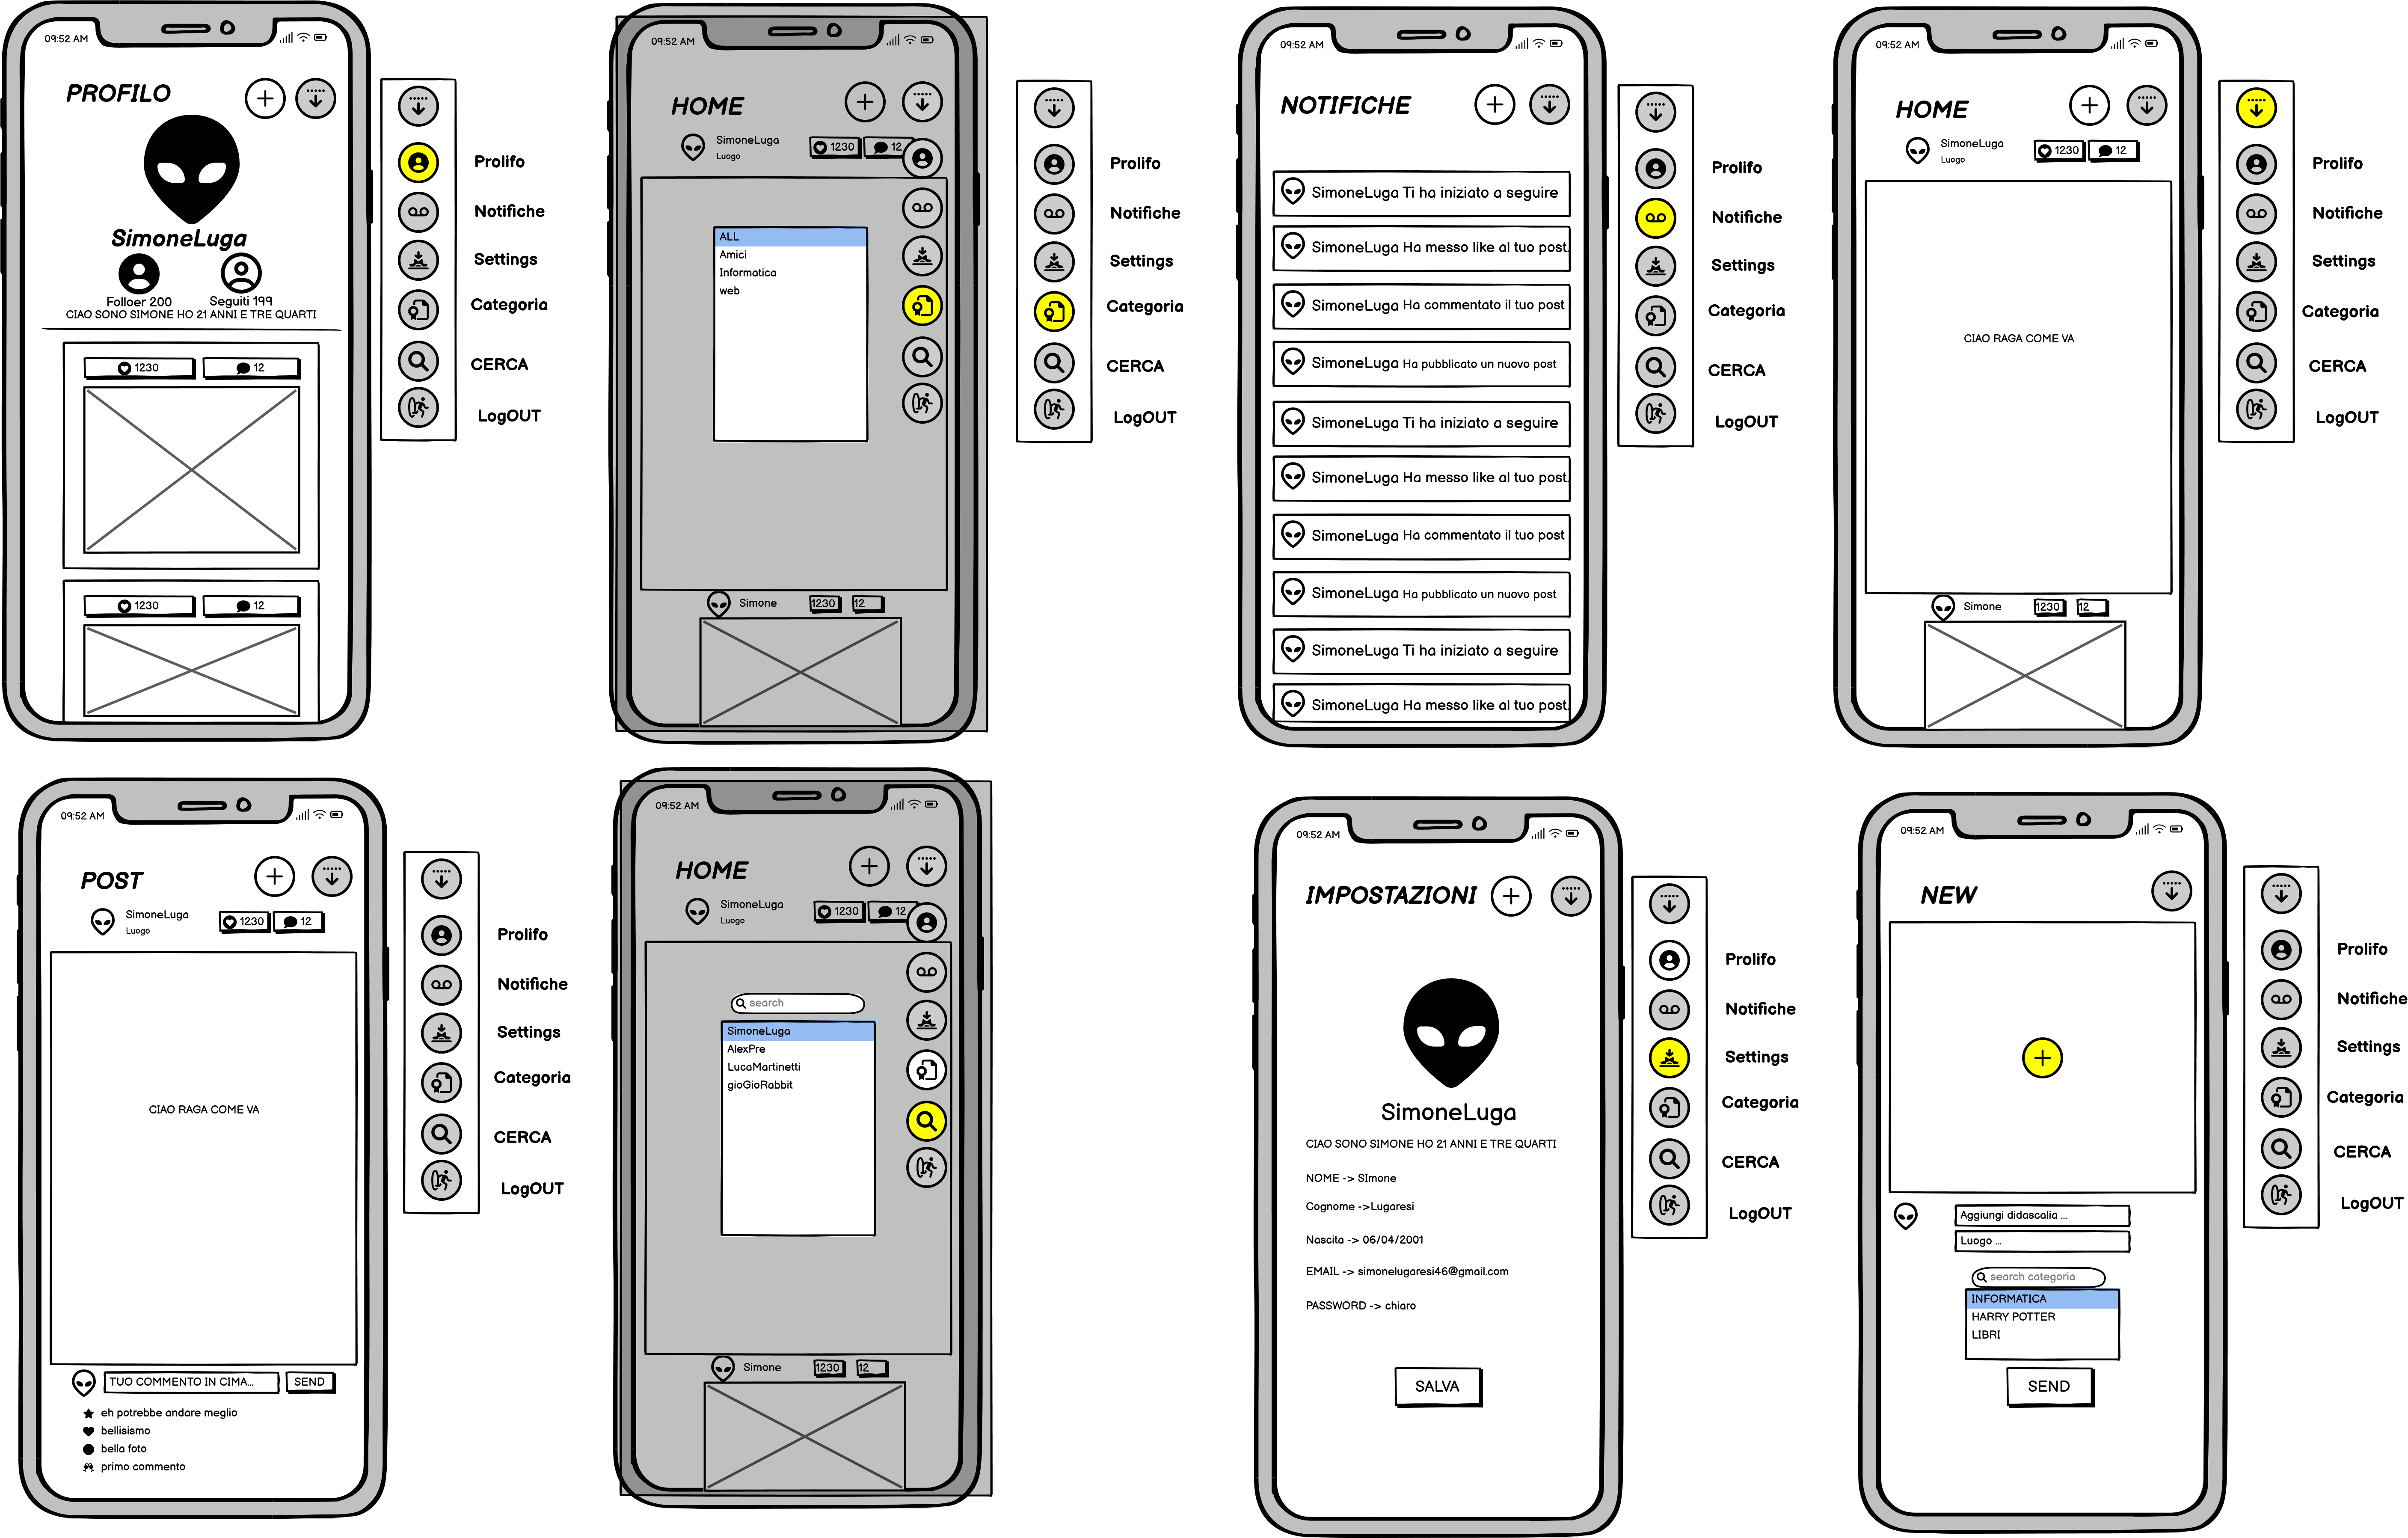 09:52 AM
PROFILO
SimoneLuga
Folloer 200
Seguiti 199
CIAO SONO SIMONE HO 21 ANNI E TRE QUARTI
1230
12
1230
12
Prolifo
Notifiche
Settings
Categoria
CERCA
LogOUT
09:52 AM
HOME
SimoneLuga
Luogo
1230
12
ALL
Amici
Informatica
web
Simone
1230
12
Prolifo
Notifiche
Settings
Categoria
CERCA
LogOUT
09:52 AM
NOTIFICHE
SimoneLuga Ti ha iniziato a seguire
SimoneLuga Ha messo like al tuo post.
SimoneLuga Ha commentato il tuo post
SimoneLuga Ha pubblicato un nuovo post
SimoneLuga Ti ha iniziato a seguire
SimoneLuga Ha messo like al tuo post.
SimoneLuga Ha commentato il tuo post
SimoneLuga Ha pubblicato un nuovo post
SimoneLuga Ti ha iniziato a seguire
SimoneLuga Ha messo like al tuo post.
Prolifo
Notifiche
Settings
Categoria
CERCA
LogOUT
09:52 AM
HOME
SimoneLuga
Luogo
1230
12
CIAO RAGA COME VA
Simone
1230
12
Prolifo
Notifiche
Settings
Categoria
CERCA
LogOUT
09:52 AM
POST
SimoneLuga
Luogo
1230
12
CIAO RAGA COME VA
TUO COMMENTO IN CIMA...
SEND
eh potrebbe andare meglio
bellisismo
bella foto
primo commento
Prolifo
Notifiche
Settings
Categoria
CERCA
LogOUT
09:52 AM
HOME
SimoneLuga
Luogo
1230
12
search
SimoneLuga
AlexPre
LucaMartinetti
gioGioRabbit
Simone
1230
12
09:52 AM
IMPOSTAZIONI
SimoneLuga
CIAO SONO SIMONE HO 21 ANNI E TRE QUARTI
NOME -> SImone
Cognome ->Lugaresi
Nascita -> 06/04/2001
EMAIL -> simonelugaresi46@gmail.com
PASSWORD -> chiaro
SALVA
Prolifo
Notifiche
Settings
Categoria
CERCA
LogOUT
09:52 AM
NEW
Aggiungi didascalia ...
Luogo ...
search categoria
INFORMATICA
HARRY POTTER
LIBRI
SEND
Prolifo
Notifiche
Settings
Categoria
CERCA
LogOUT